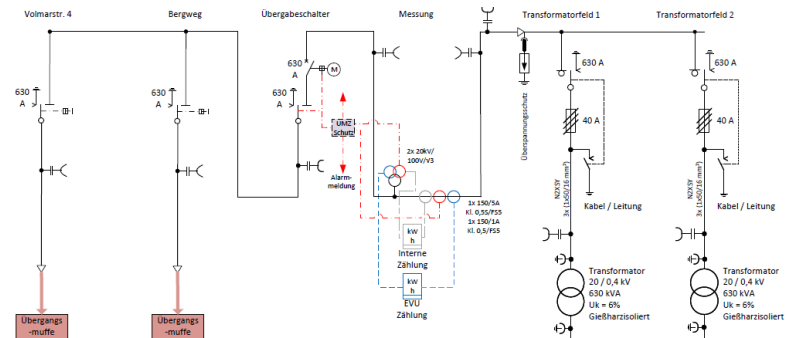 Volmarstr. 4
Bergweg
Übergabeschalter
Messung
Transformatorfeld 1
Transformatorfeld 2
630
A
630
A
630
A
M
630
A
UMZ
Schutz
Alarm-
meldung
2x 20kV/
100V/√3
1x 150/5A
Kl. 0,5S/FS5
1x 150/1A
Kl. 0,5/FS5
kW
h
Interne
Zählung
kW
h
EVU
Zählung
Überspannungsschutz
630 A
40 A
N2XSY
3x (1x50/16 mm²)
Kabel / Leitung
Transformator
20 / 0,4 kV
630 kVA
Uk = 6%
Gießharzisoliert
630 A
40 A
N2XSY
3x (1x50/16 mm²)
Kabel / Leitung
Transformator
20 / 0,4 kV
630 kVA
Uk = 6%
Gießharzisoliert
Übergangs
-muffe
Übergangs
-muffe